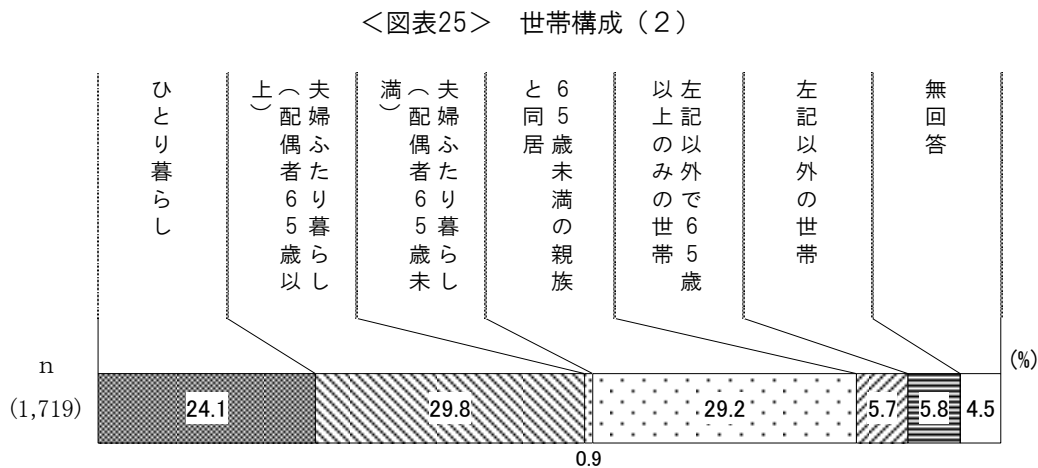 <図表25> 世帯構成(2)
ひとり暮らし
夫婦ふたり暮らし
(配偶者65歳以
上)
夫婦ふたり暮らし
(配偶者65歳未
満)
65歳未満の親族
と同居
左記以外で65歳
以上のみの世帯
左記以外の世帯
無回答
(%)
n
(1,719)
24.1
29.8
0.9
29.2
5.7
5.8
4.5